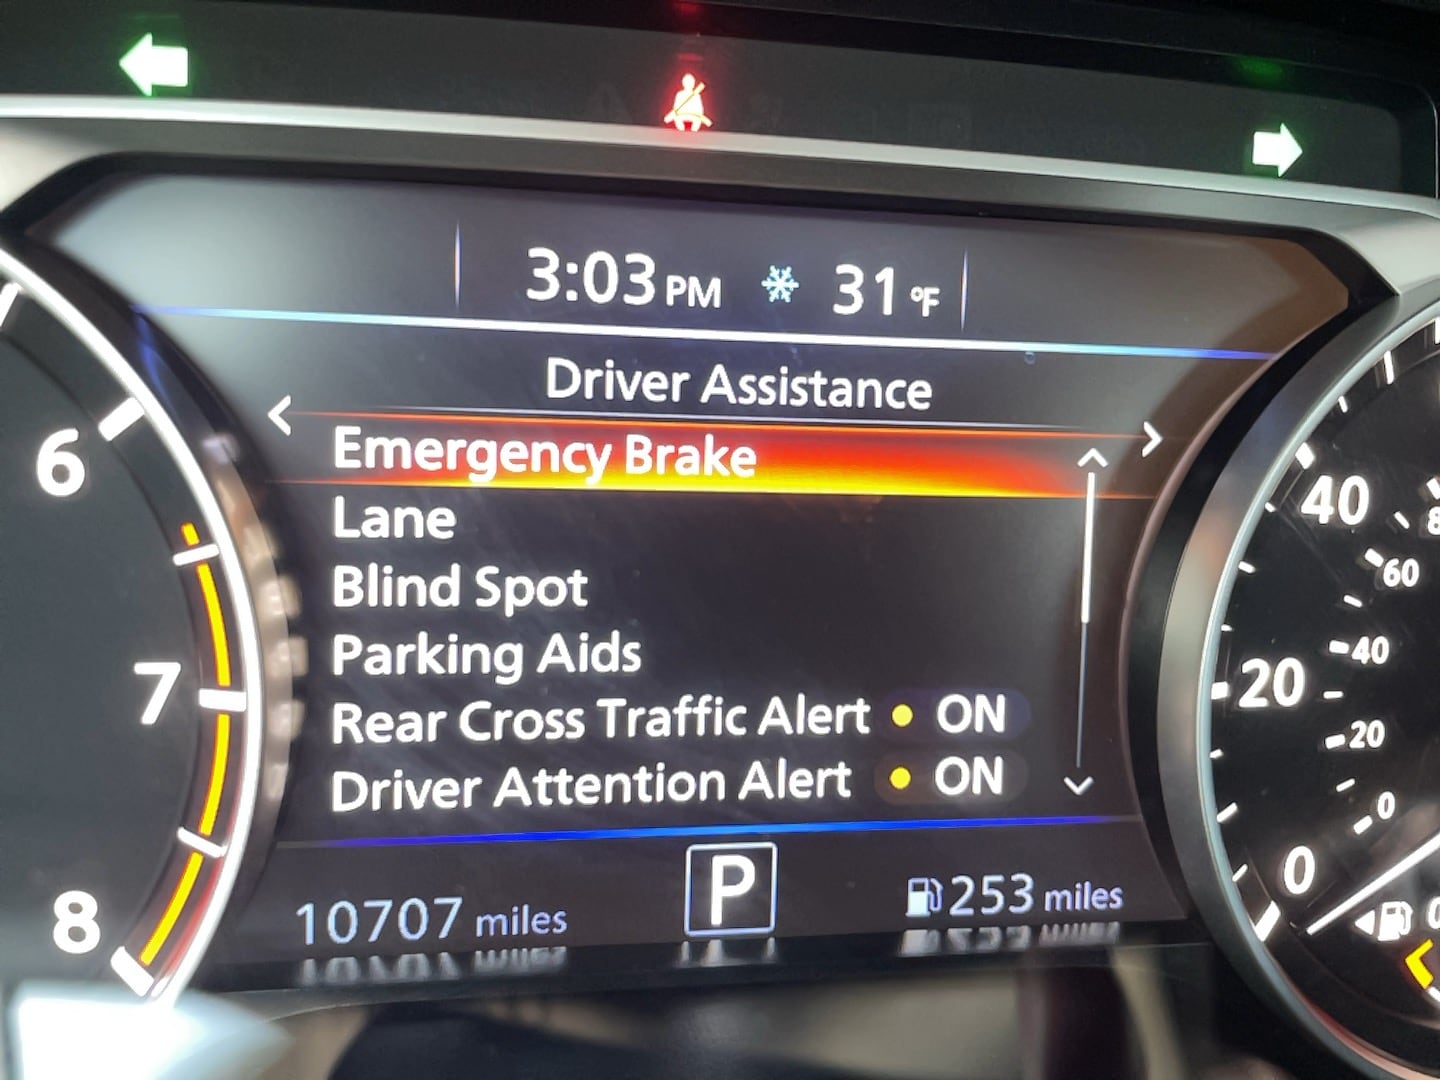 3:03 PM 31 °F
Driver Assistance
Emergency Brake
Lane
Blind Spot
Parking Aids
Rear Cross Traffic Alert ON
Driver Attention Alert ON
P
10707 miles
253 miles
6
7
8
40
20
0
60
40
20
0